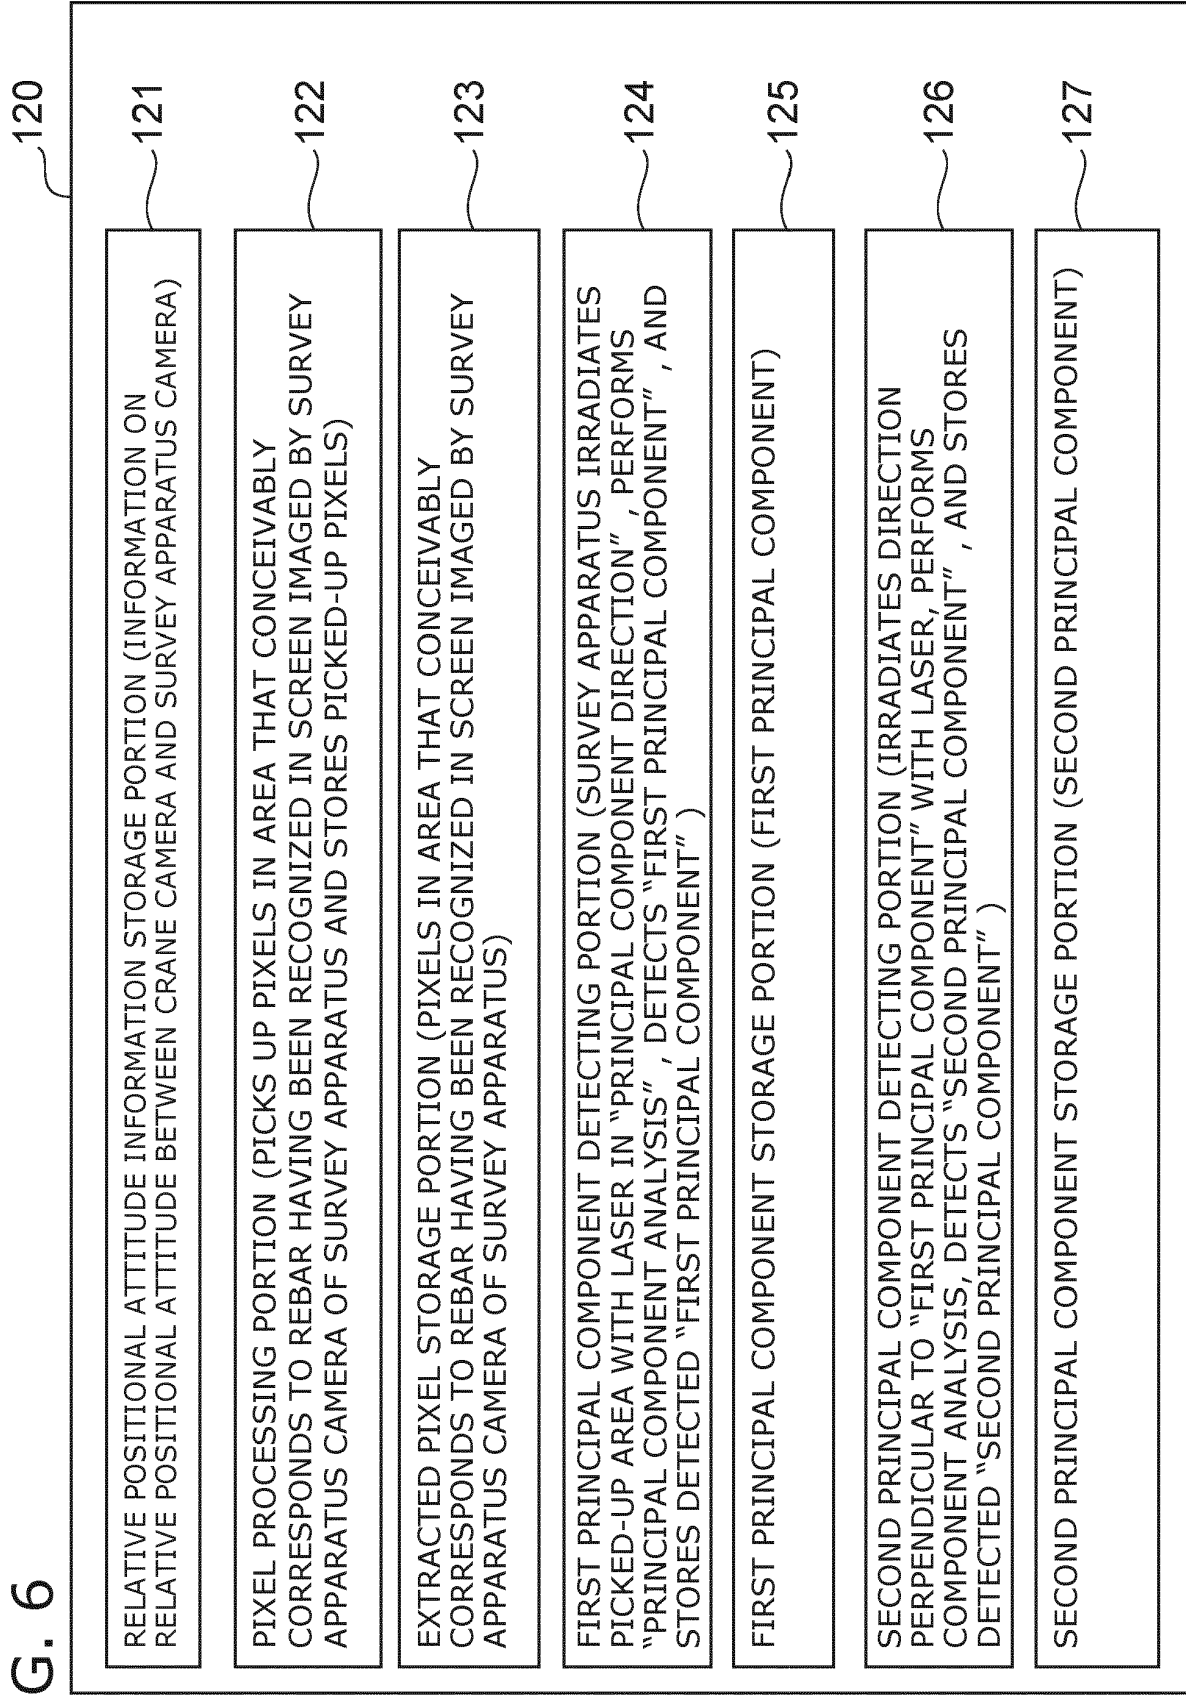 G. 6
120
RELATIVE POSITIONAL ATTITUDE INFORMATION STORAGE PORTION (INFORMATION ON
RELATIVE POSITIONAL ATTITUDE BETWEEN CRANE CAMERA AND SURVEY APPARATUS CAMERA)
121
PIXEL PROCESSING PORTION (PICKS UP PIXELS IN AREA THAT CONCEIVABLY
CORRESPONDS TO REBAR HAVING BEEN RECOGNIZED IN SCREEN IMAGED BY SURVEY
APPARATUS CAMERA OF SURVEY APPARATUS AND STORES PICKED-UP PIXELS)
122
EXTRACTED PIXEL STORAGE PORTION (PIXELS IN AREA THAT CONCEIVABLY
CORRESPONDS TO REBAR HAVING BEEN RECOGNIZED IN SCREEN IMAGED BY SURVEY
APPARATUS CAMERA OF SURVEY APPARATUS)
123
FIRST PRINCIPAL COMPONENT DETECTING PORTION (SURVEY APPARATUS IRRADIATES
PICKED-UP AREA WITH LASER IN “PRINCIPAL COMPONENT DIRECTION”, PERFORMS
“PRINCIPAL COMPONENT ANALYSIS”, DETECTS “FIRST PRINCIPAL COMPONENT”, AND
STORES DETECTED “FIRST PRINCIPAL COMPONENT”)
124
FIRST PRINCIPAL COMPONENT STORAGE PORTION (FIRST PRINCIPAL COMPONENT)
125
SECOND PRINCIPAL COMPONENT DETECTING PORTION (IRRADIATES DIRECTION
PERPENDICULAR TO “FIRST PRINCIPAL COMPONENT” WITH LASER, PERFORMS
COMPONENT ANALYSIS, DETECTS “SECOND PRINCIPAL COMPONENT”, AND STORES
DETECTED “SECOND PRINCIPAL COMPONENT”)
126
SECOND PRINCIPAL COMPONENT STORAGE PORTION (SECOND PRINCIPAL COMPONENT)
127